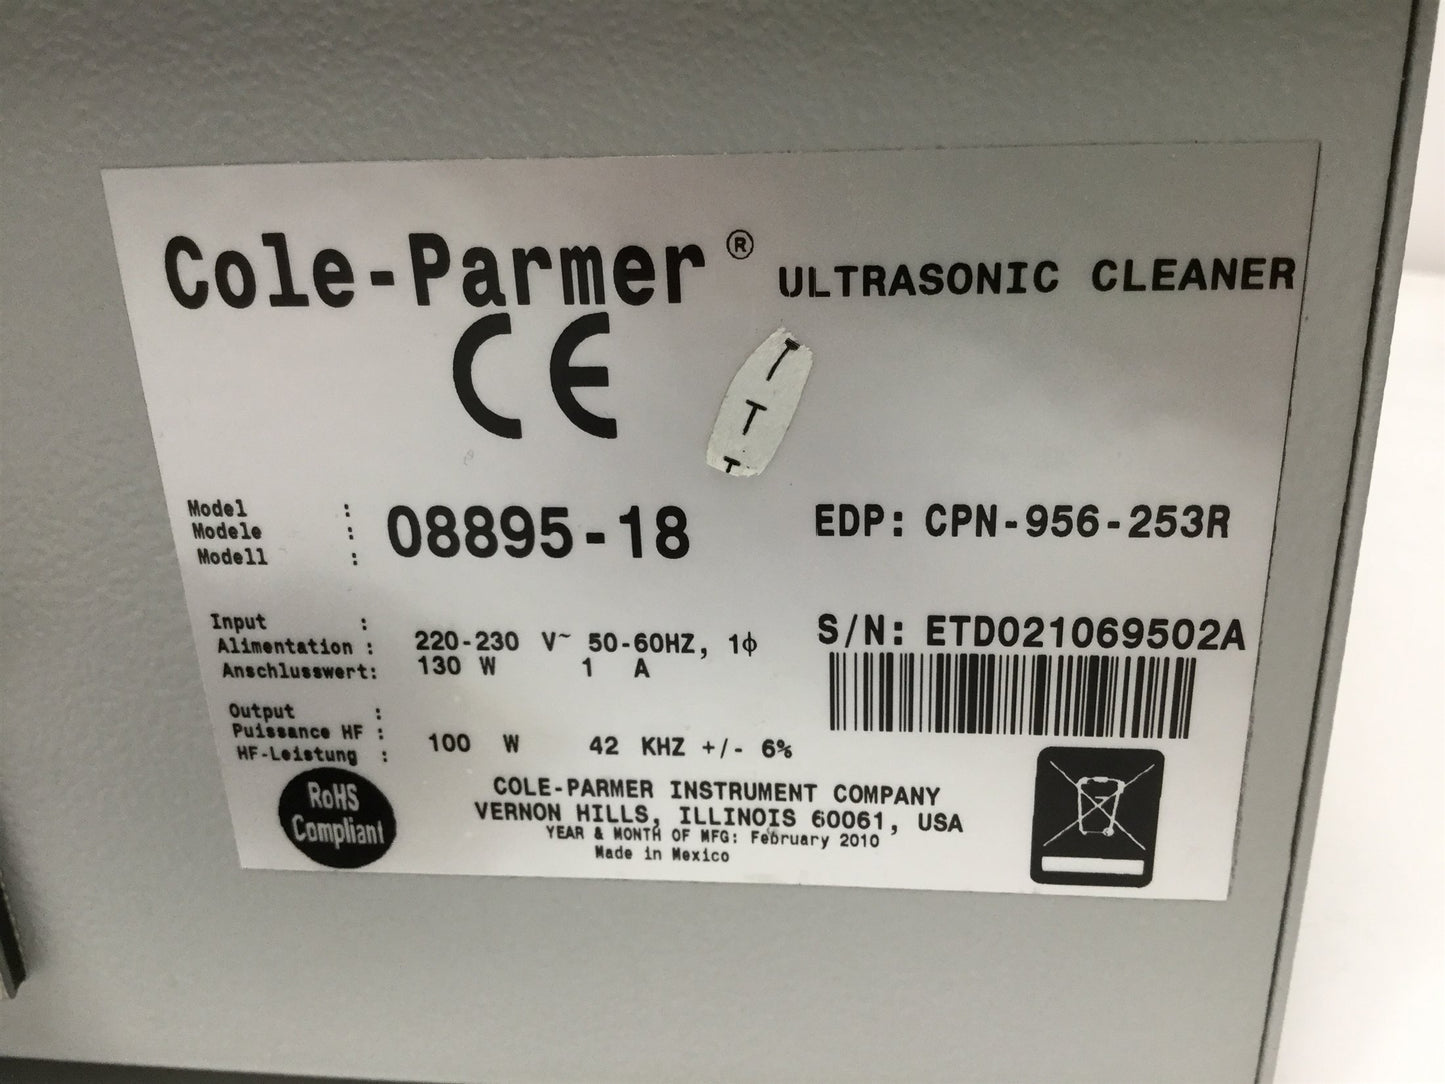 Cole-Parmer® ULTRASONIC CLEANER
CE
T
T
T
Model :
Modele :
Modell :
08895-18
EDP: CPN-956-253R
Input :
Alimentation :
Anschlusswert:
220-230 V~ 50-60HZ, 1ϕ
130 W 1 A
S/N: ETD021069502A
Output :
Puissance HF :
HF-Leistung :
100 W 42 KHZ +/- 6%
RoHS
Compliant
COLE-PARMER INSTRUMENT COMPANY
VERNON HILLS, ILLINOIS 60061, USA
YEAR & MONTH OF MFG: February 2010
Made in Mexico